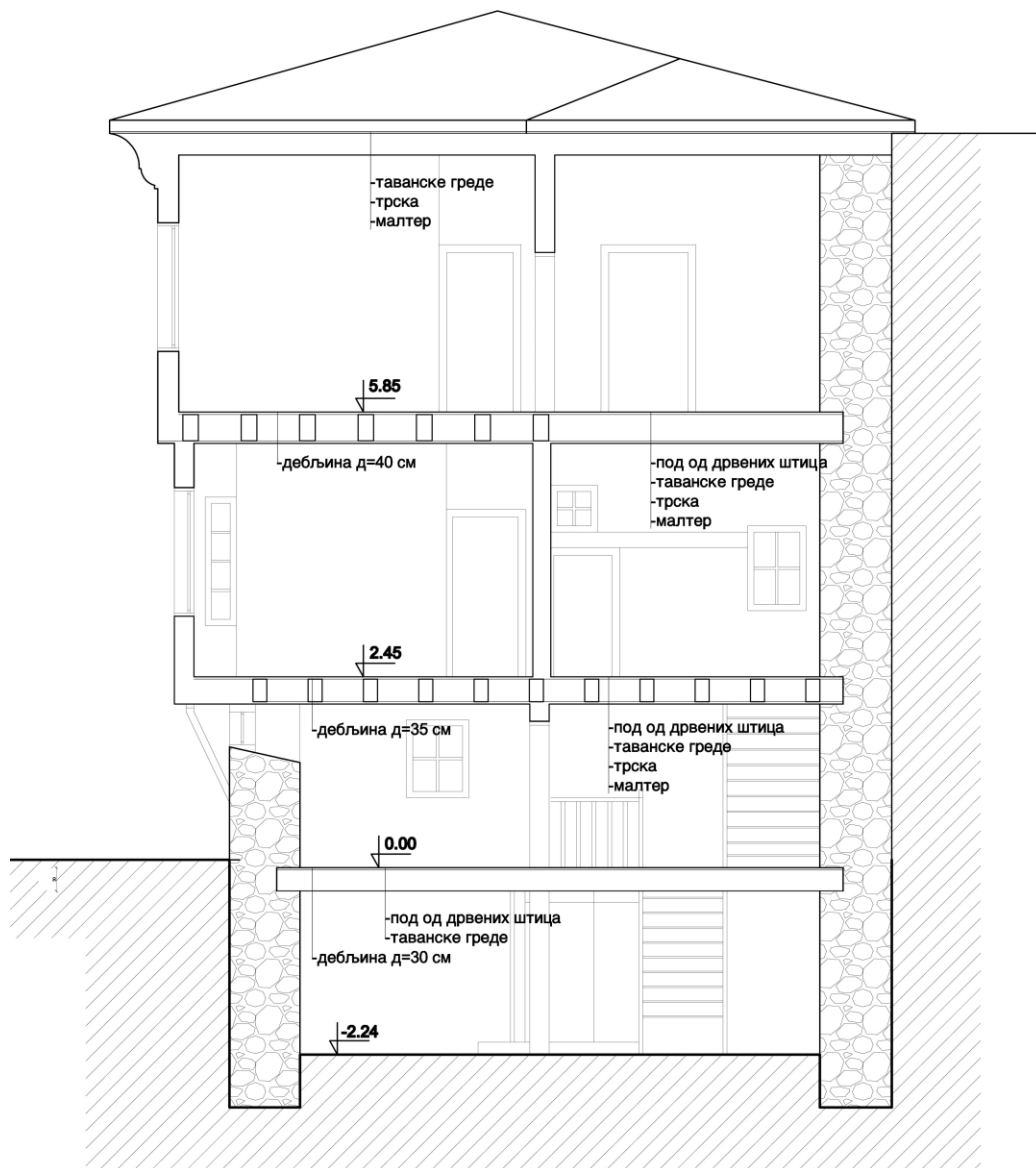 -таванске греде
-трска
-малтер
5.85
-дебљина д=40 см
-под од дрвених штица
-таванске греде
-трска
-малтер
2.45
-дебљина д=35 см
-под од дрвених штица
-таванске греде
-трска
-малтер
0.00
-под од дрвених штица
-таванске греде
-дебљина д=30 см
-2.24